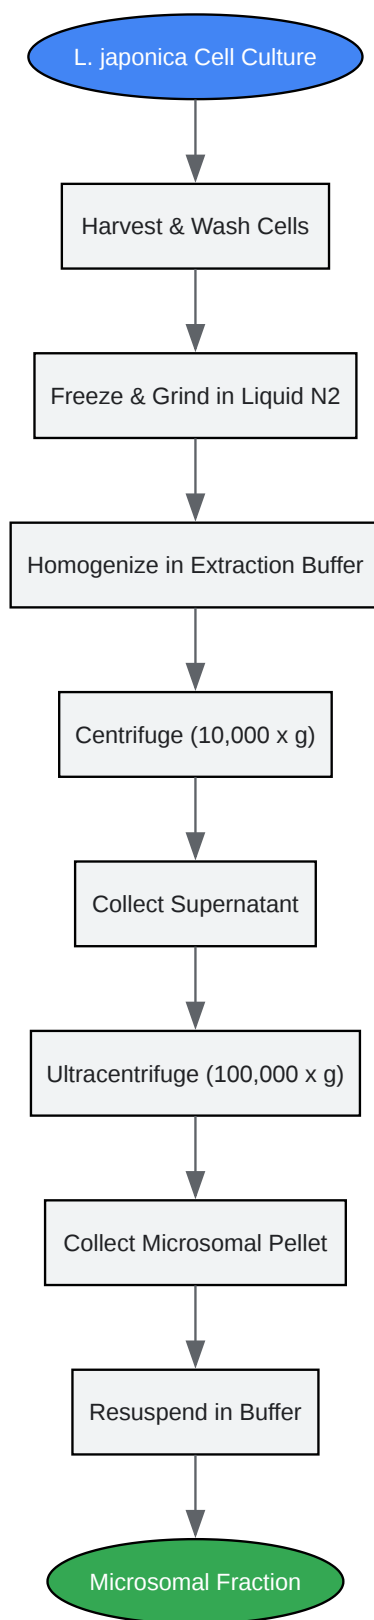 L. japonica Cell Culture
Harvest & Wash Cells
Freeze & Grind in Liquid N2
Homogenize in Extraction Buffer
Centrifuge (10,000 x g)
Collect Supernatant
Ultracentrifuge (100,000 x g)
Collect Microsomal Pellet
Resuspend in Buffer
Microsomal Fraction